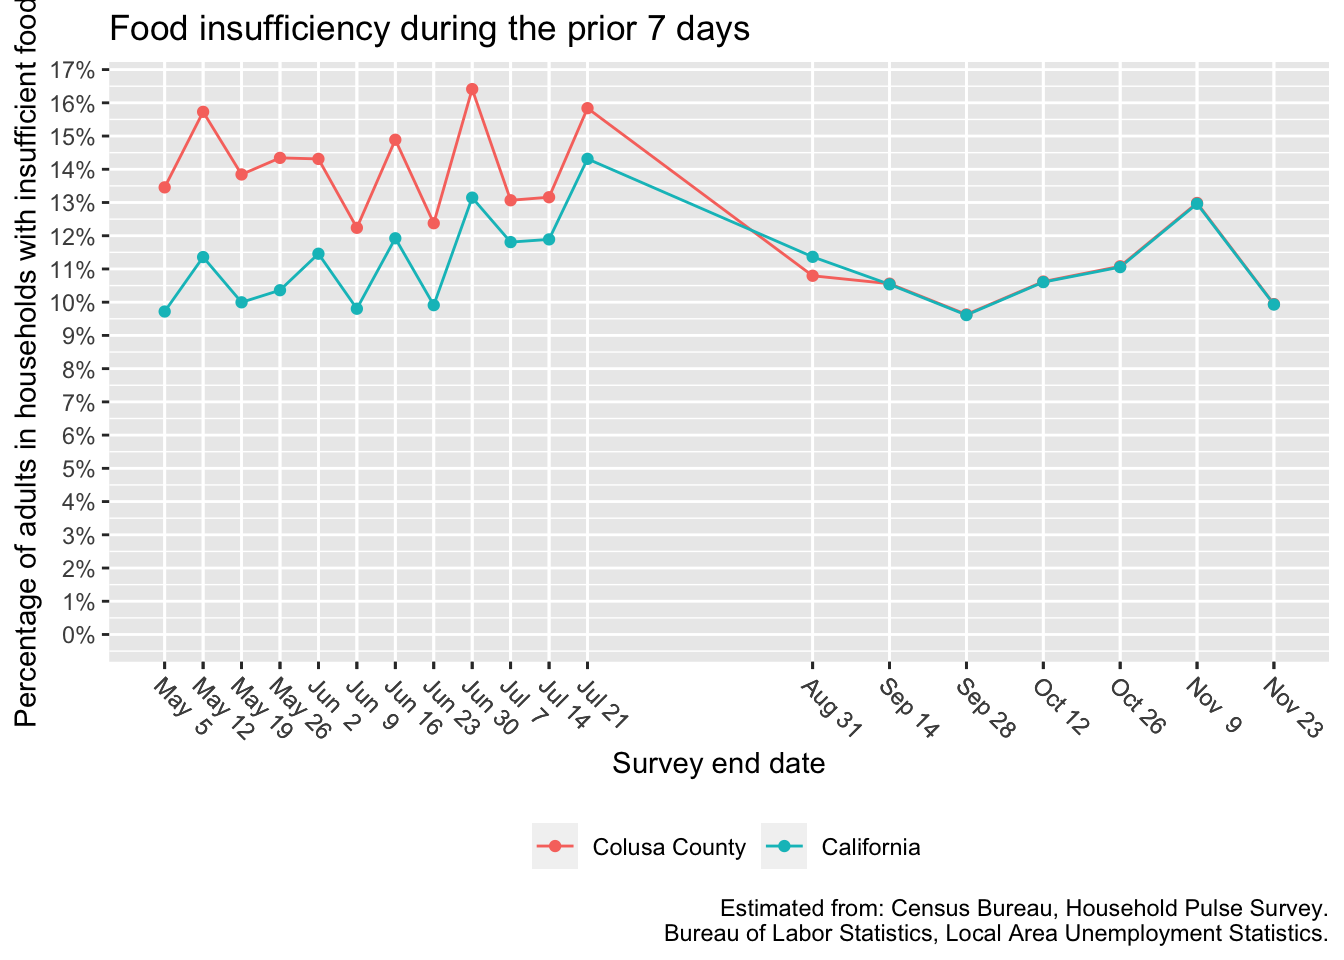 Food insufficiency during the prior 7 days
Percentage of adults in households with insufficient food
17%
16%
15%
14%
13%
12%
11%
10%
9%
8%
7%
6%
5%
4%
3%
2%
1%
0%
May 5
May 12
May 19
May 26
Jun 2
Jun 9
Jun 16
Jun 23
Jun 30
Jul 7
Jul 14
Jul 21
Aug 31
Sep 14
Sep 28
Oct 12
Oct 26
Nov 9
Nov 23
Survey end date
Colusa County
California
Estimated from: Census Bureau, Household Pulse Survey.
Bureau of Labor Statistics, Local Area Unemployment Statistics.